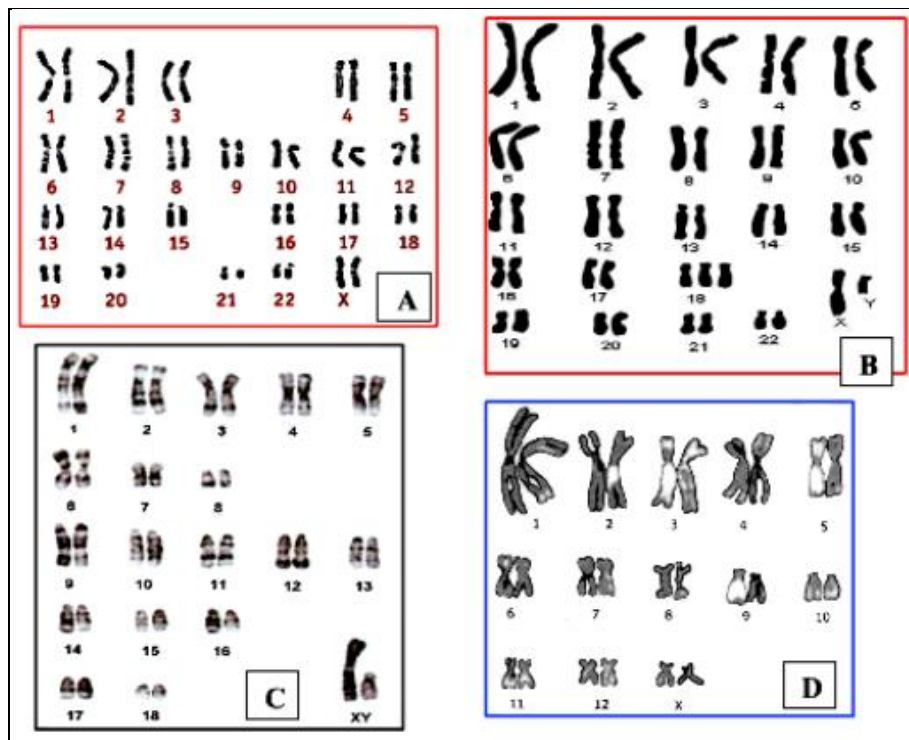 1 2 3 4 5
6 7 8 9 10 11 12
13 14 15 16 17 18
19 20 21 22 X
A
1 2 3 4 5
6 7 8 9 10
11 12 13 14 15
16 17 18 X Y
19 20 21 22
B
1 2 3 4 5
6 7 8
9 10 11 12 13
14 15 16
17 18 XY
C
1 2 3 4 5
6 7 8 9 10
11 12 X
D